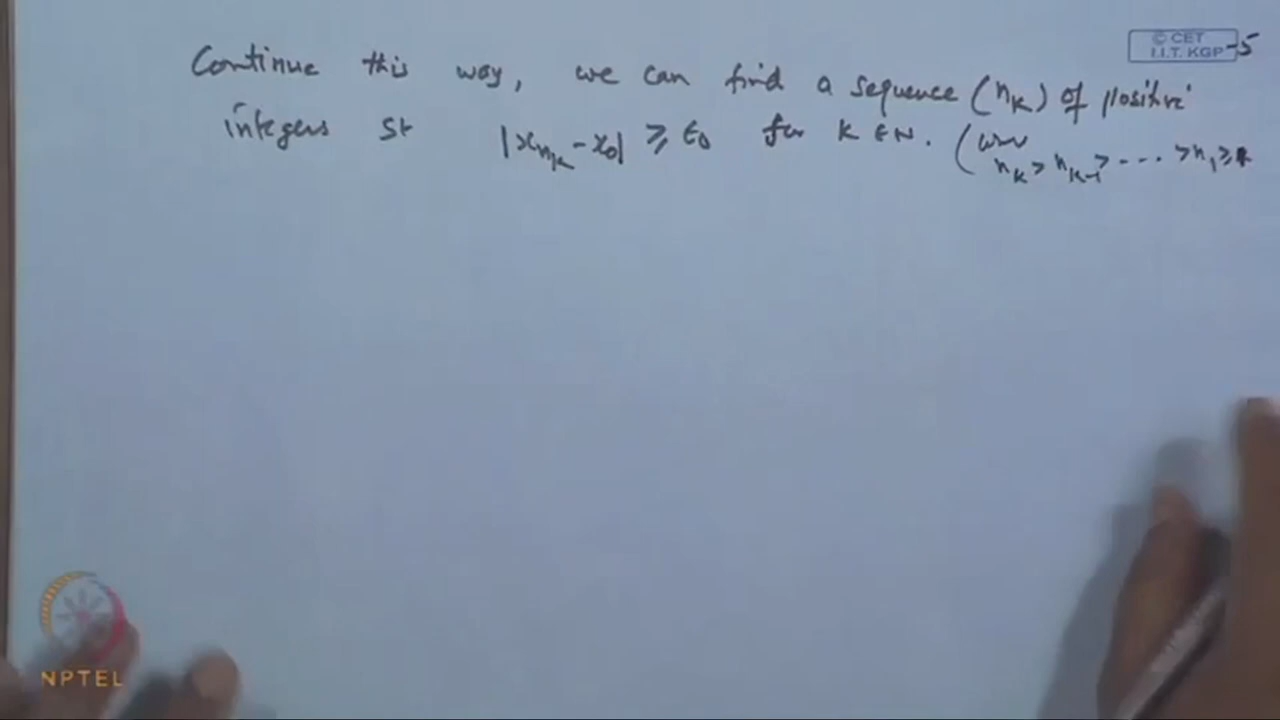 © CET
I.I.T. KGP -5
Continue this way, we can find a sequence (n_k) of positive
integers st |x_{n_k} - x_0| ≥ ε_0 for k ∈ N. (
n_k > n_{k-1} > --- > n_1 ≥
NPTEL